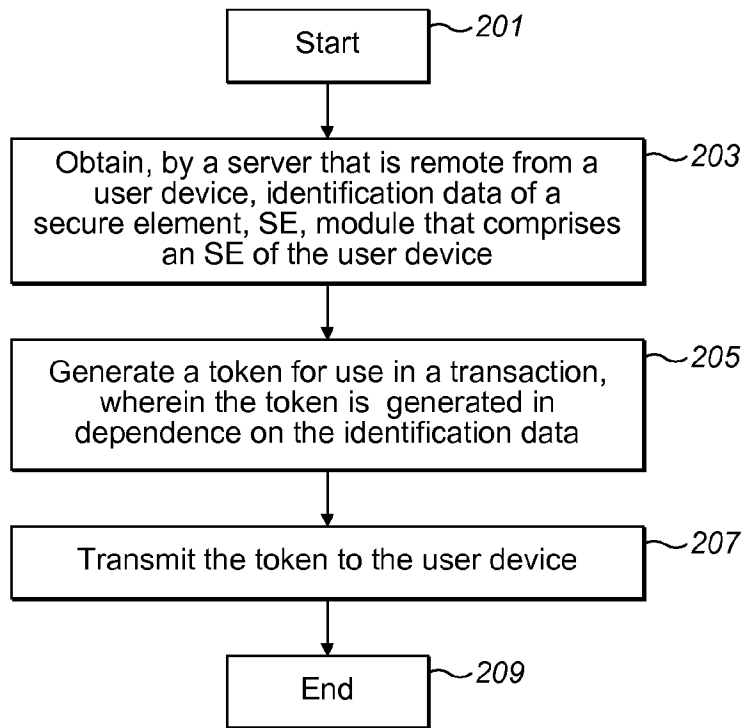 Start
201
Obtain, by a server that is remote from a
user device, identification data of a
secure element, SE, module that comprises
an SE of the user device
203
Generate a token for use in a transaction,
wherein the token is generated in
dependence on the identification data
205
Transmit the token to the user device
207
End
209